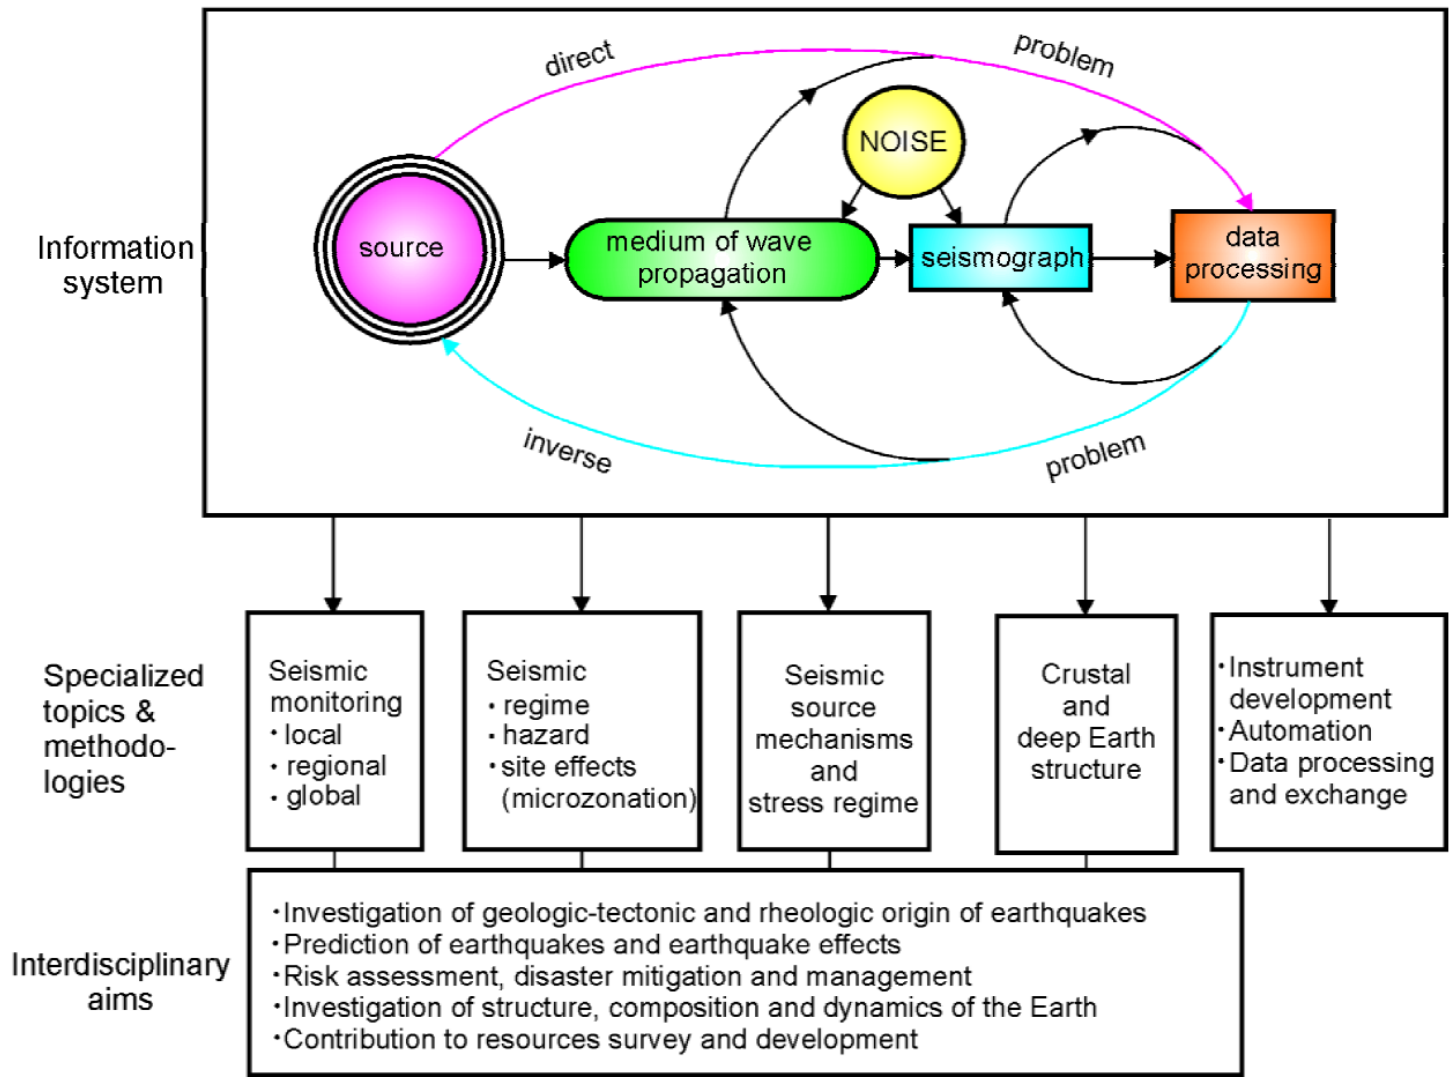 direct
problem
NOISE
Information
system
source
medium of wave
propagation
seismograph
data
processing
inverse
problem
Specialized
topics &
methodo-
logies
Seismic
monitoring
· local
· regional
· global
Seismic
· regime
· hazard
· site effects
(microzonation)
Seismic
source
mechanisms
and
stress regime
Crustal
and
deep Earth
structure
· Instrument
development
· Automation
· Data processing
and exchange
Interdisciplinary
aims
· Investigation of geologic-tectonic and rheologic origin of earthquakes
· Prediction of earthquakes and earthquake effects
· Risk assessment, disaster mitigation and management
· Investigation of structure, composition and dynamics of the Earth
· Contribution to resources survey and development